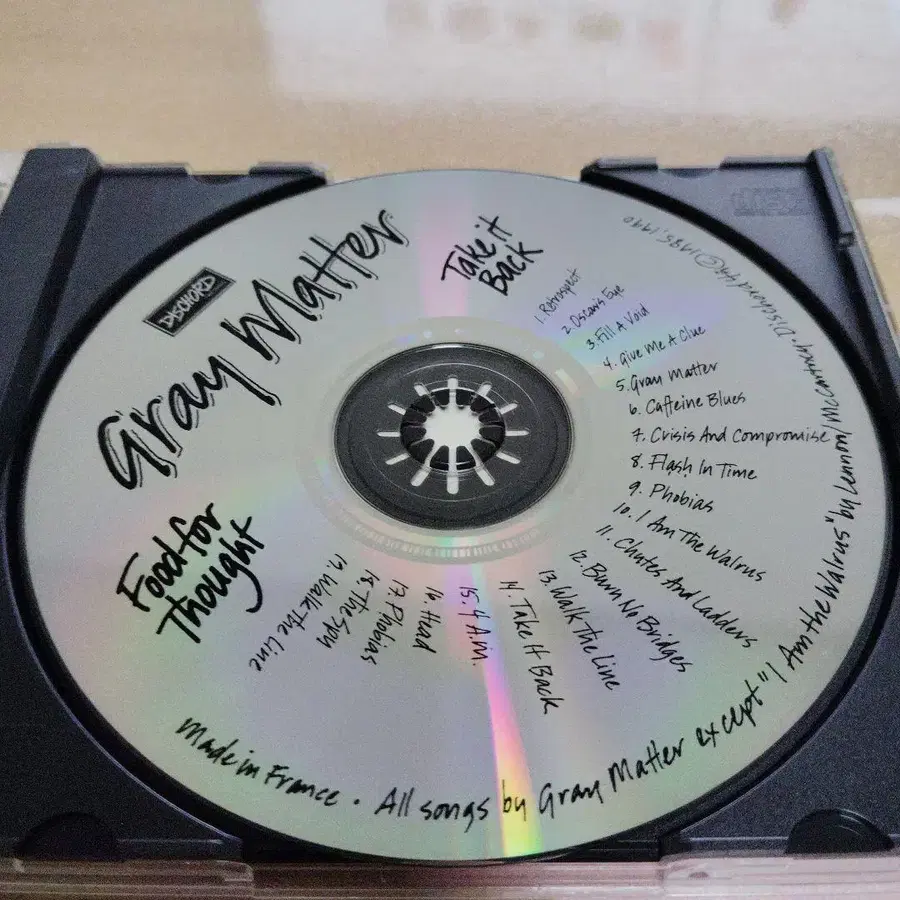 DISCHORD
Gray Matter
Food for
Thought
Take it
Back
1. Retrospect
2. Oscar's Eye
3. Fill A Void
4. Give Me A Clue
5. Gray Matter
6. Caffeine Blues
7. Crisis And Compromise
8. Flash In Time
9. Phobias
10. I Am The Walrus
11. Chutes And Ladders
12. Burn No Bridges
13. Walk The Line
14. Take It Back
15. 4 A.M.
16. Head
17. Phobias
18. The Spy
19. Walk The Line
Made in France • All songs by Gray Matter except "I Am the Walrus" by Lennon/McCartney. Dischord 44 © 1985, 1990